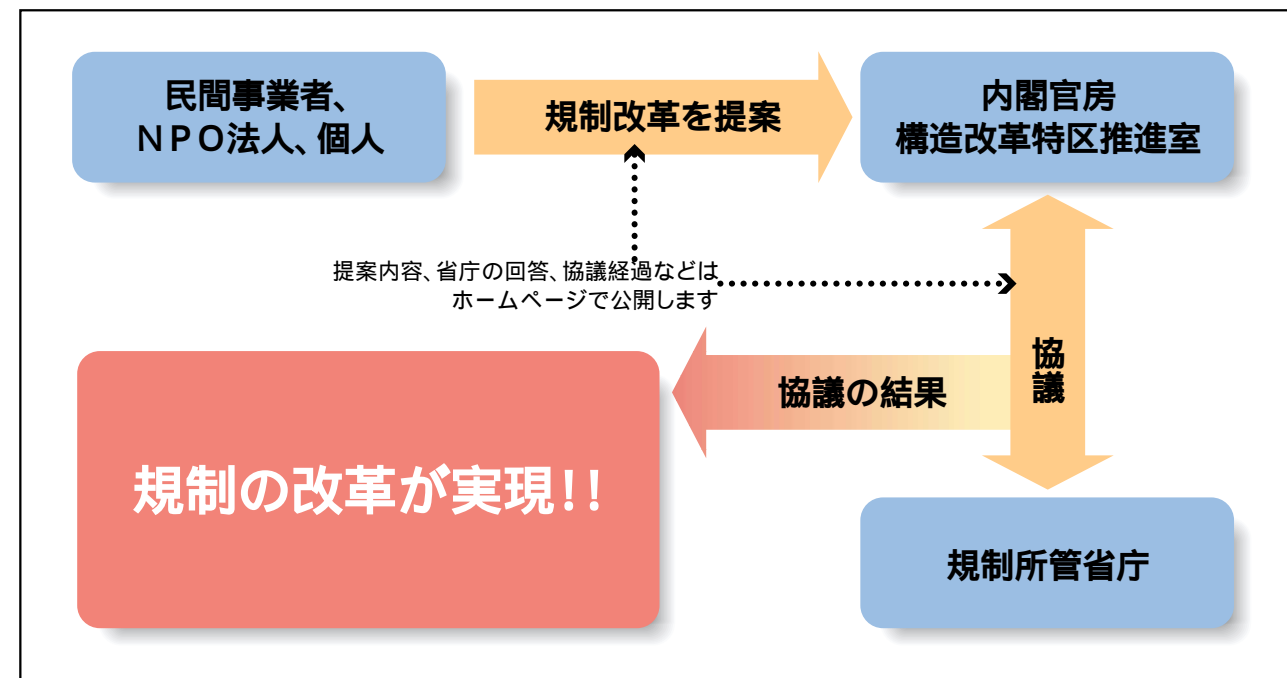 民間事業者、
NPO法人、個人
規制改革を提案
内閣官房
構造改革特区推進室
提案内容、省庁の回答、協議経過などは
ホームページで公開します
協議
協議の結果
規制の改革が実現!!
規制所管省庁